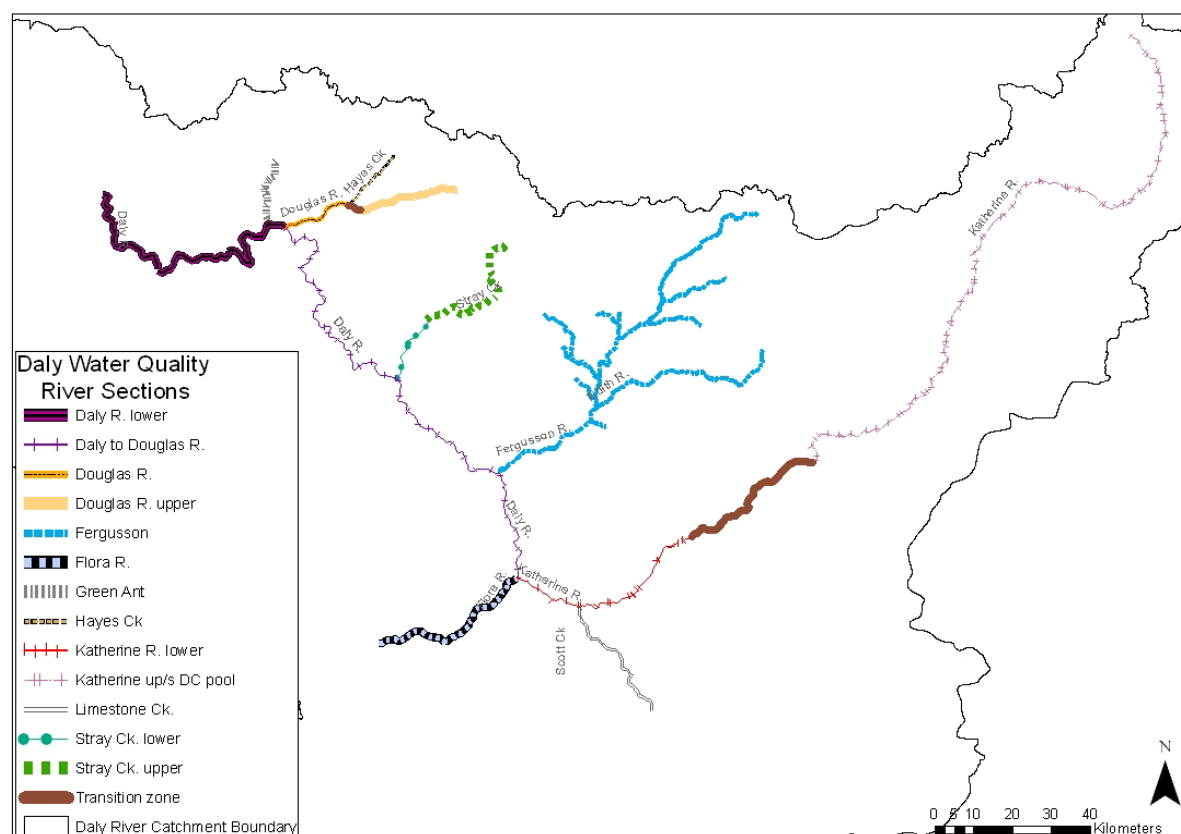 Hayes Ck
Douglas R.
Daly
Katherine R.
Stray Ck
Daly R.
Fergusson R.
Daly R.
Katherine R.
Flora R.
Scott Ck
Daly Water Quality
River Sections
Daly R. lower
Daly to Douglas R.
Douglas R.
Douglas R. upper
Fergusson
Flora R.
Green Ant
Hayes Ck
Katherine R. lower
Katherine up/s DC pool
Limestone Ck.
Stray Ck. lower
Stray Ck. upper
Transition zone
Daly River Catchment Boundary
N
0 5 10 20 30 40
Kilometers